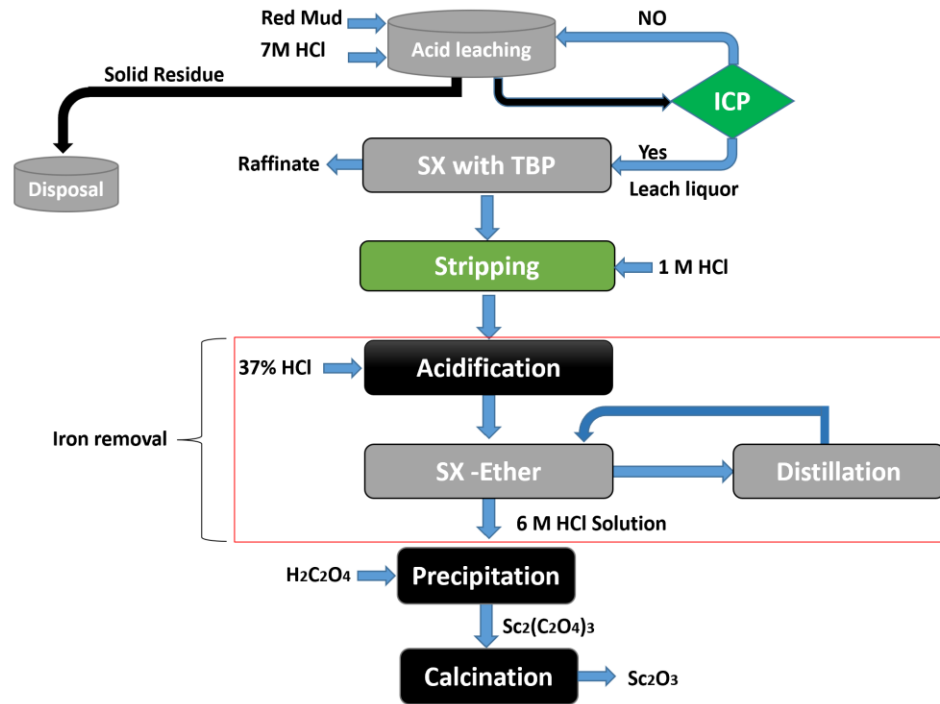 Red Mud
NO
7M HCl
Acid leaching
Solid Residue
ICP
Disposal
Raffinate
SX with TBP
Yes
Leach liquor
Stripping
1 M HCl
37% HCl
Acidification
Iron removal
SX -Ether
Distillation
6 M HCl Solution
H₂C₂O₄
Precipitation
Sc₂(C₂O₄)₃
Calcination
Sc₂O₃